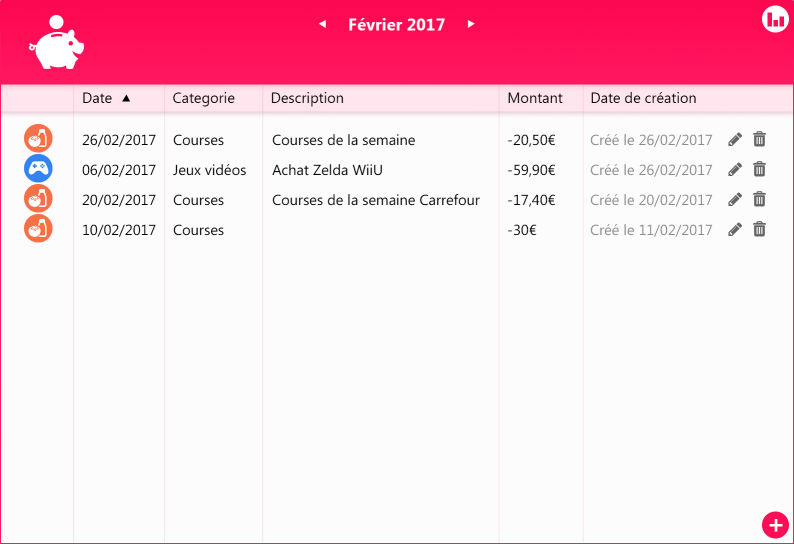 Février 2017
Date Categorie Description Montant Date de création
26/02/2017 Courses Courses de la semaine -20,50€ Créé le 26/02/2017
06/02/2017 Jeux vidéos Achat Zelda WiiU -59,90€ Créé le 26/02/2017
20/02/2017 Courses Courses de la semaine Carrefour -17,40€ Créé le 20/02/2017
10/02/2017 Courses -30€ Créé le 11/02/2017